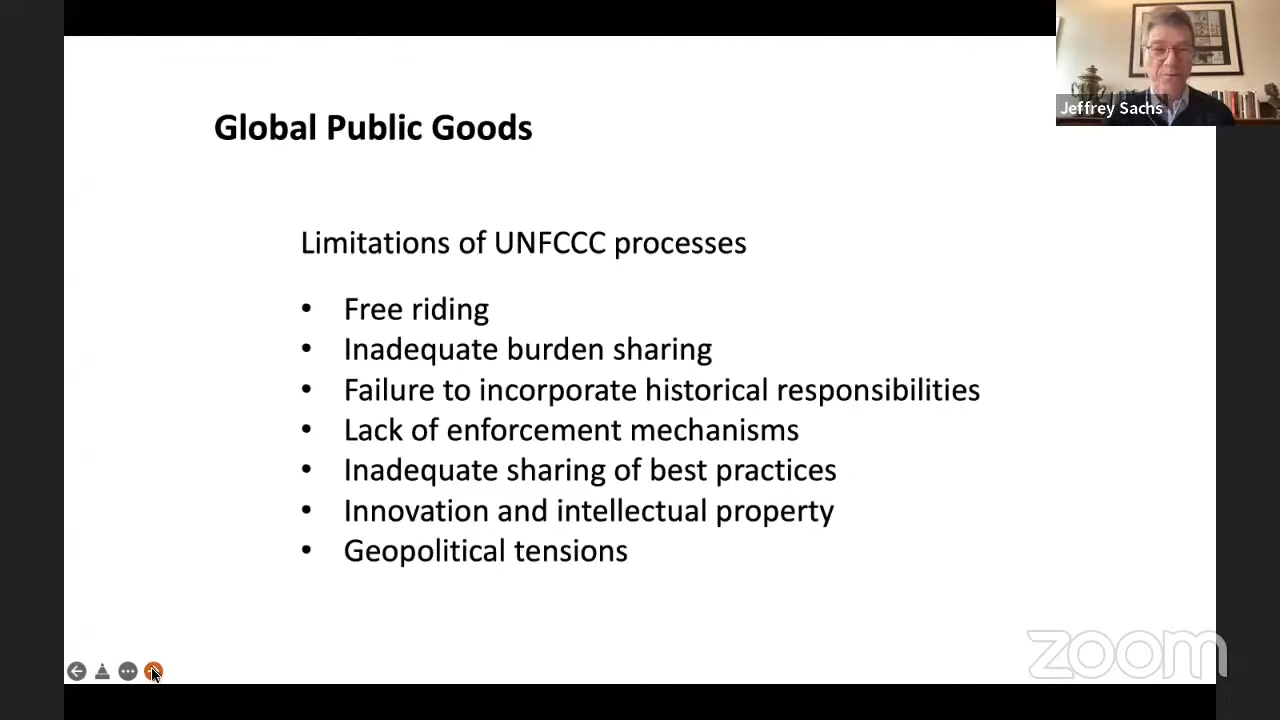 Jeffrey Sachs
Global Public Goods
Limitations of UNFCCC processes
• Free riding
• Inadequate burden sharing
• Failure to incorporate historical responsibilities
• Lack of enforcement mechanisms
• Inadequate sharing of best practices
• Innovation and intellectual property
• Geopolitical tensions
zoom